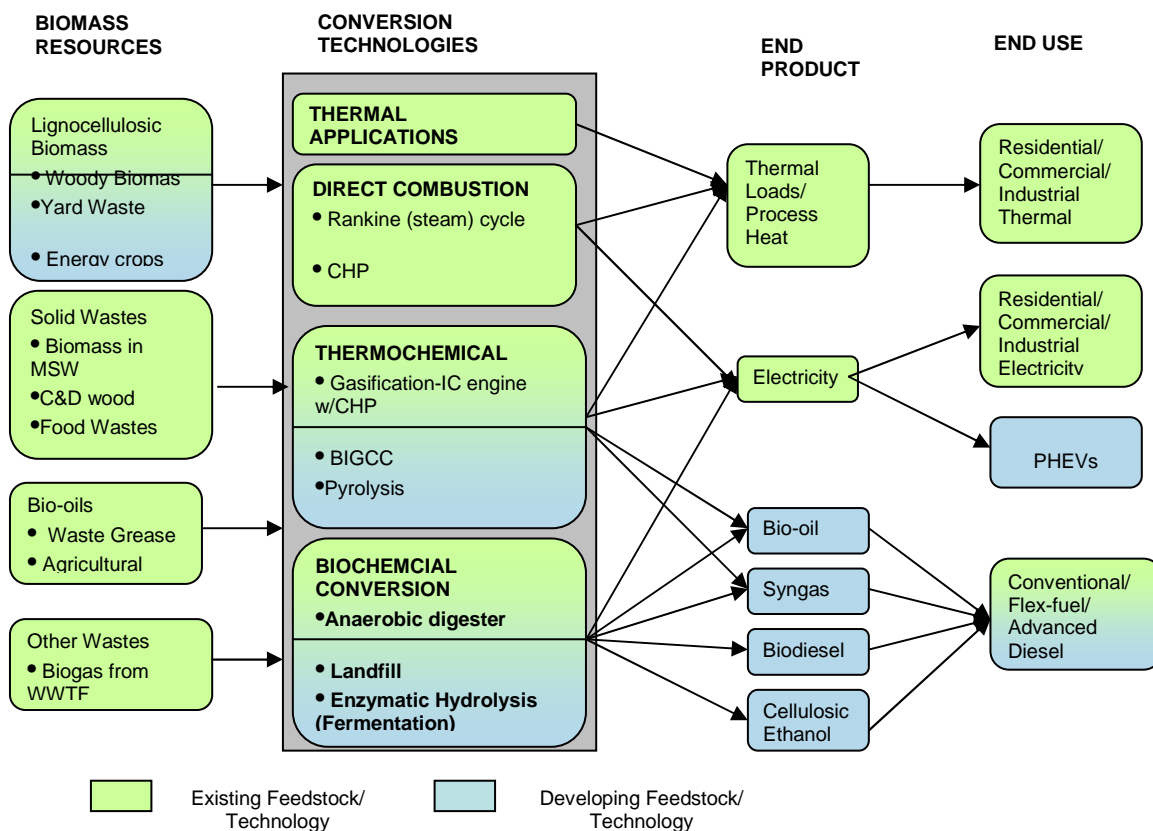 BIOMASS
RESOURCES
CONVERSION
TECHNOLOGIES
END
PRODUCT
END USE
Lignocellulosic
Biomass
• Woody Biomas
•Yard Waste
• Energy crops
Solid Wastes
• Biomass in
MSW
•C&D wood
•Food Wastes
Bio-oils
• Waste Grease
• Agricultural
Other Wastes
• Biogas from
WWTF
THERMAL
APPLICATIONS
DIRECT COMBUSTION
• Rankine (steam) cycle
• CHP
THERMOCHEMICAL
• Gasification-IC engine
w/CHP
• BIGCC
•Pyrolysis
BIOCHEMCIAL
CONVERSION
•Anaerobic digester
• Landfill
• Enzymatic Hydrolysis
(Fermentation)
Thermal
Loads/
Process
Heat
Electricity
Bio-oil
Syngas
Biodiesel
Cellulosic
Ethanol
Residential/
Commercial/
Industrial
Thermal
Residential/
Commercial/
Industrial
Electricity
PHEVs
Conventional/
Flex-fuel/
Advanced
Diesel
Existing Feedstock/
Technology
Developing Feedstock/
Technology